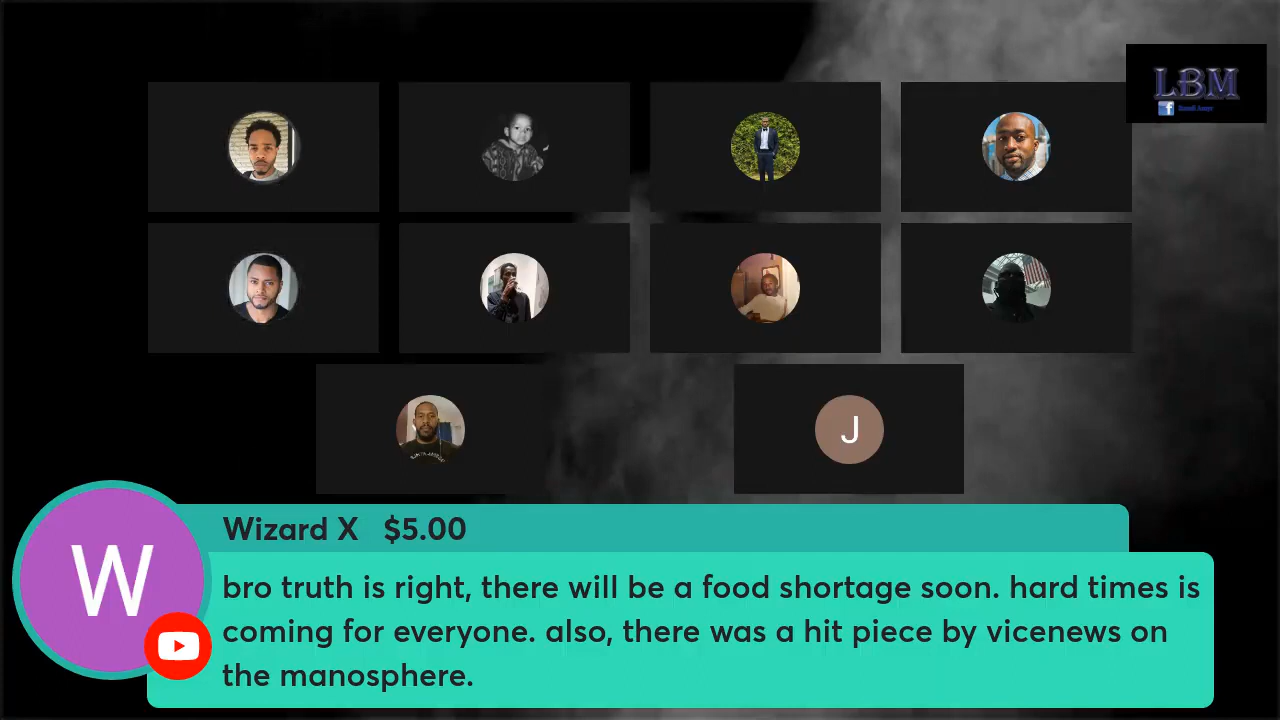 LBM
J
W
Wizard X $5.00
bro truth is right, there will be a food shortage soon. hard times is
coming for everyone. also, there was a hit piece by vicenews on
the manosphere.